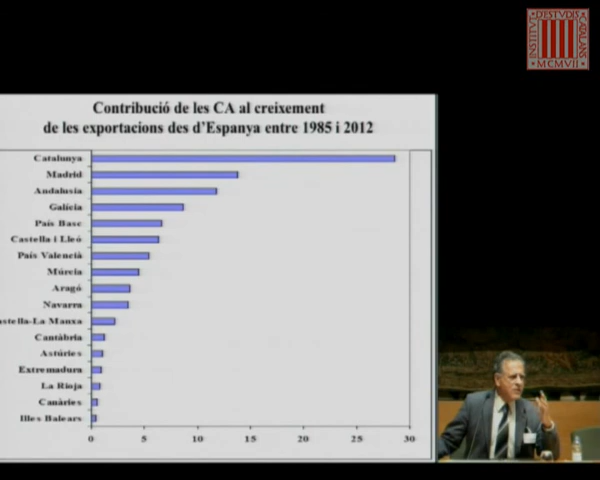 INSTITVT
D'ESTVDIS
CATALANS
MCMVII
Contribució de les CA al creixement
de les exportacions des d'Espanya entre 1985 i 2012
Catalunya
Madrid
Andalusia
Galícia
País Basc
Castella i Lleó
País Valencià
Múrcia
Aragó
Navarra
stella-La Manxa
Cantàbria
Astúries
Extremadura
La Rioja
Canàries
Illes Balears
0 5 10 15 20 25 30